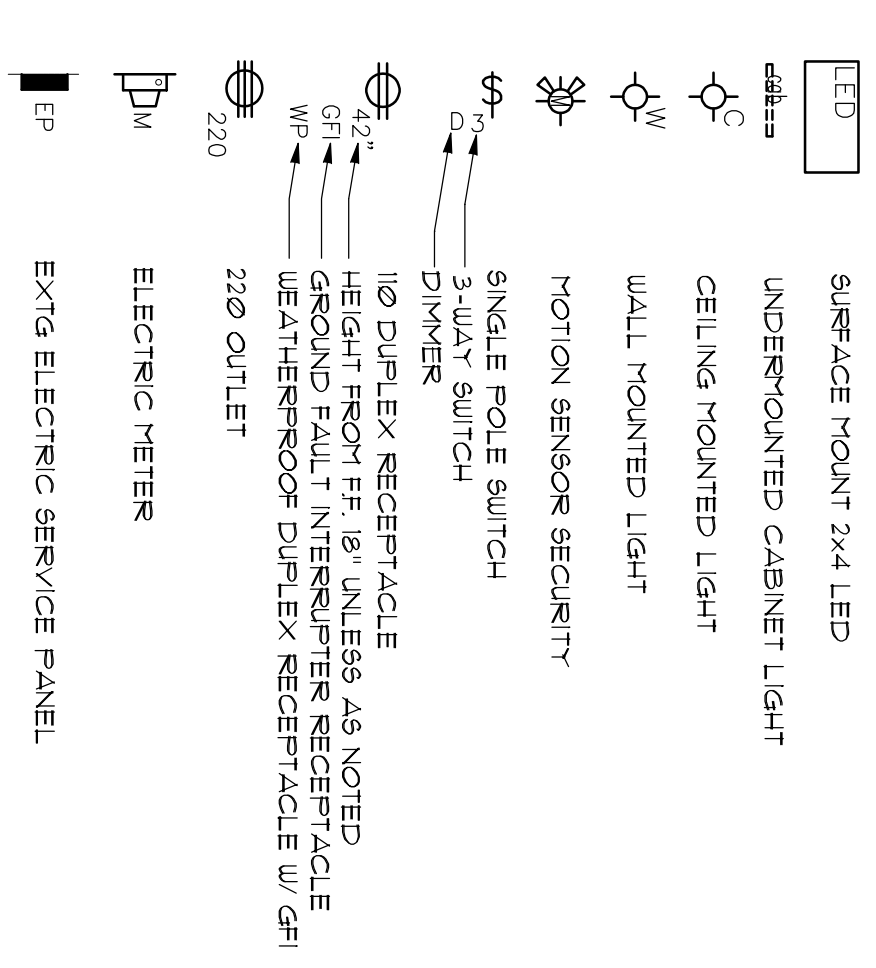 LED SURFACE MOUNT 2x4 LED
UNDERMOUNTED CABINET LIGHT
C CEILING MOUNTED LIGHT
W WALL MOUNTED LIGHT
M MOTION SENSOR SECURITY
$ SINGLE POLE SWITCH
3 3-WAY SWITCH
D DIMMER
110 DUPLEX RECEPTACLE
42" HEIGHT FROM F.F. 18" UNLESS AS NOTED
GFI GROUND FAULT INTERRUPTER RECEPTACLE
WP WEATHERPROOF DUPLEX RECEPTACLE W/ GFI
220 220 OUTLET
M ELECTRIC METER
EP EXTG ELECTRIC SERVICE PANEL